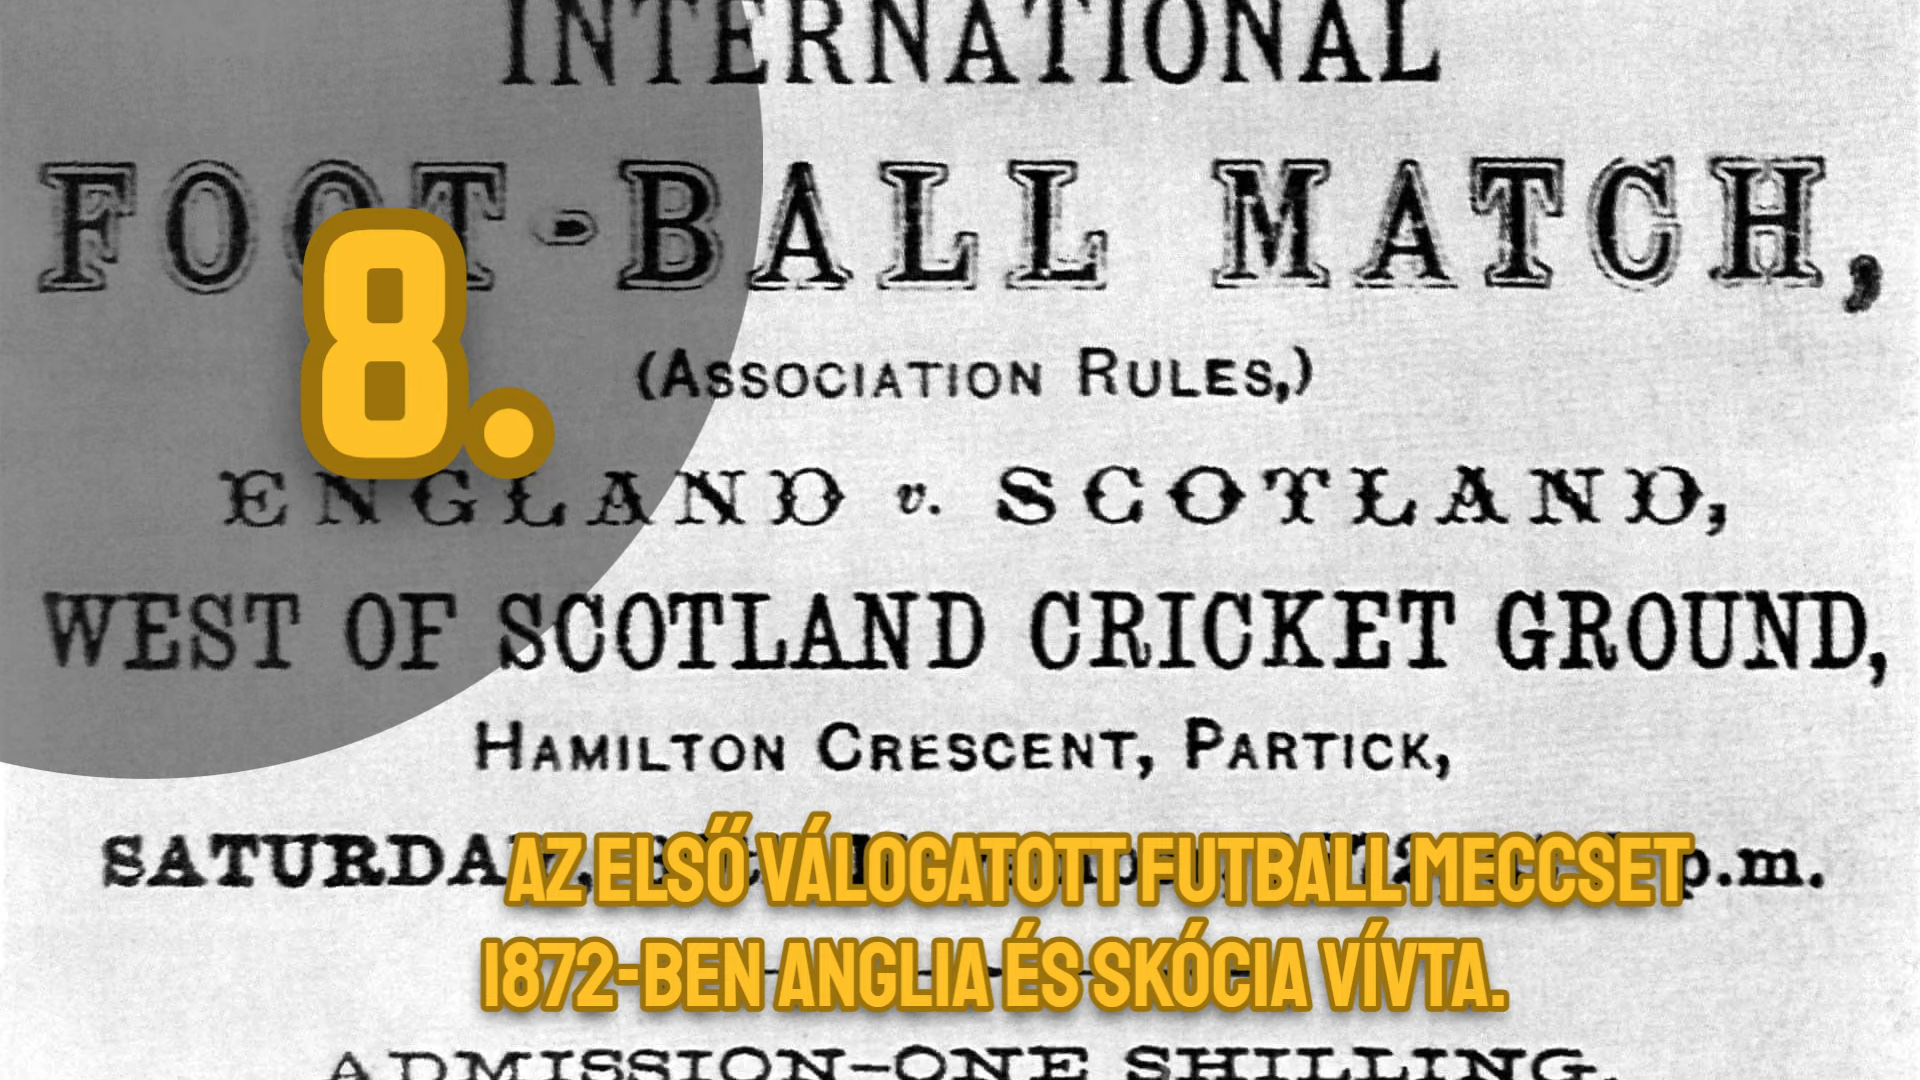 INTERNATIONAL
FOOT-BALL MATCH,
8.
(ASSOCIATION RULES,)
ENGLAND v. SCOTLAND,
WEST OF SCOTLAND CRICKET GROUND,
HAMILTON CRESCENT, PARTICK,
SATURDAY, p.m.
AZ ELSŐ VÁLOGATOTT FUTBALL MECCSET
1872-BEN ANGLIA ÉS SKÓCIA VÍVTA.
ADMISSION-ONE SHILLING.